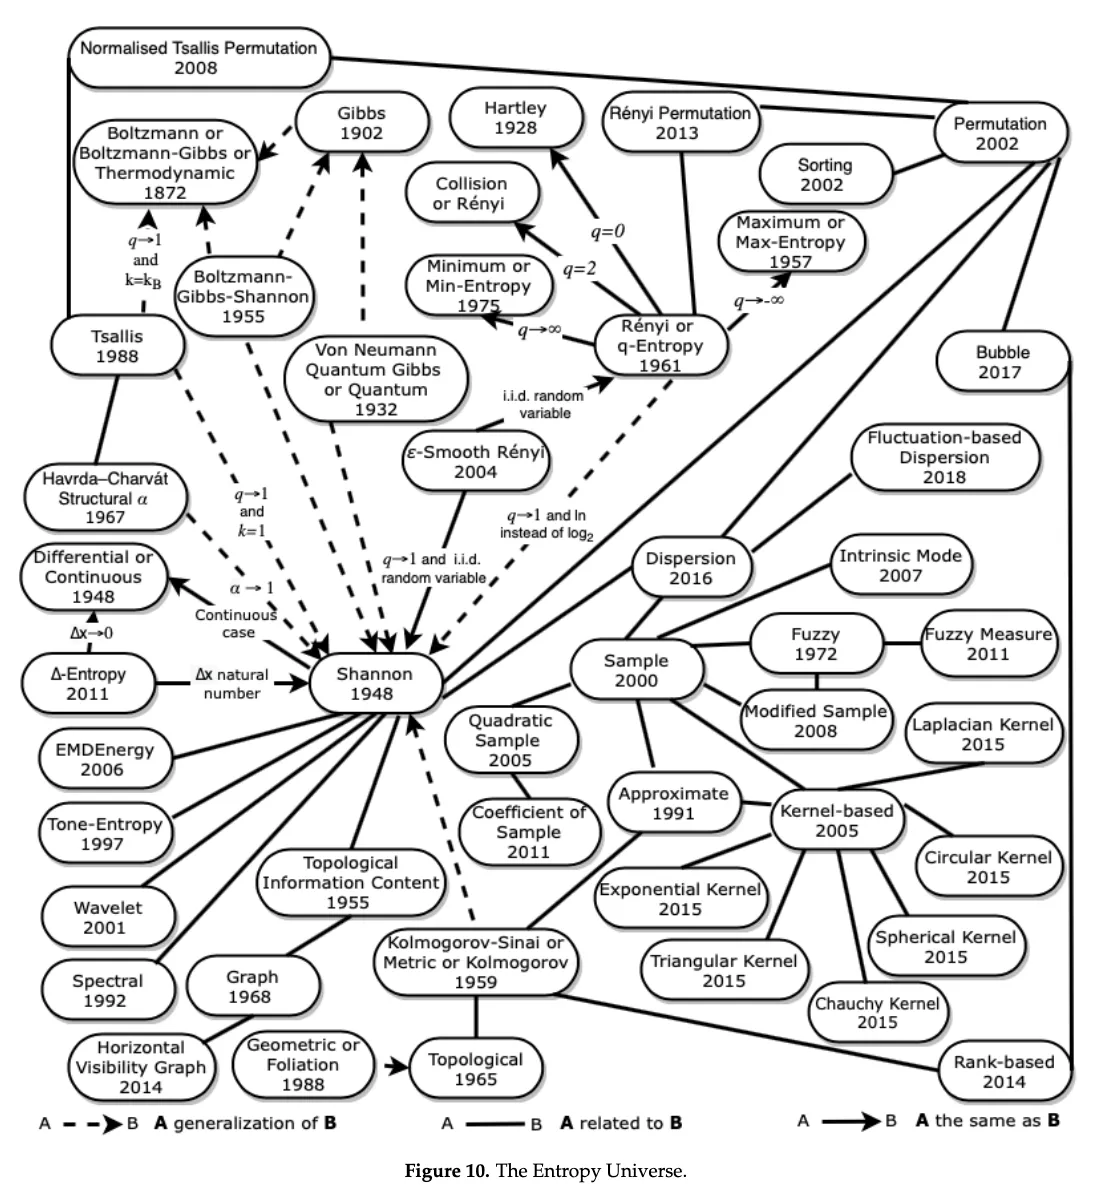 Normalised Tsallis Permutation
2008
Gibbs
1902
Hartley
1928
Rényi Permutation
2013
Permutation
2002
Boltzmann or
Boltzmann-Gibbs or
Thermodynamic
1872
Sorting
2002
Collision
or Rényi
Maximum or
Max-Entropy
1957
q→1
and
k=kB
q=0
q=2
Boltzmann-
Gibbs-Shannon
1955
Minimum or
Min-Entropy
1975
q→-∞
q→∞
Tsallis
1988
Rényi or
q-Entropy
1961
Von Neumann
Quantum Gibbs
or Quantum
1932
Bubble
2017
i.i.d. random
variable
ε-Smooth Rényi
2004
Fluctuation-based
Dispersion
2018
Havrda–Charvát
Structural α
1967
q→1
and
k=1
q→1 and ln
instead of log2
Differential or
Continuous
1948
α → 1
q→1 and i.i.d.
random variable
Dispersion
2016
Intrinsic Mode
2007
Continuous
case
Δx→0
Δ-Entropy
2011
Δx natural
number
Shannon
1948
Sample
2000
Fuzzy
1972
Fuzzy Measure
2011
EMDEnergy
2006
Quadratic
Sample
2005
Modified Sample
2008
Laplacian Kernel
2015
Tone-Entropy
1997
Coefficient of
Sample
2011
Approximate
1991
Kernel-based
2005
Circular Kernel
2015
Topological
Information Content
1955
Exponential Kernel
2015
Wavelet
2001
Kolmogorov-Sinai or
Metric or Kolmogorov
1959
Spherical Kernel
2015
Triangular Kernel
2015
Spectral
1992
Graph
1968
Chauchy Kernel
2015
Horizontal
Visibility Graph
2014
Geometric or
Foliation
1988
Topological
1965
Rank-based
2014
A B A generalization of B
A B A related to B
A B A the same as B
Figure 10. The Entropy Universe.